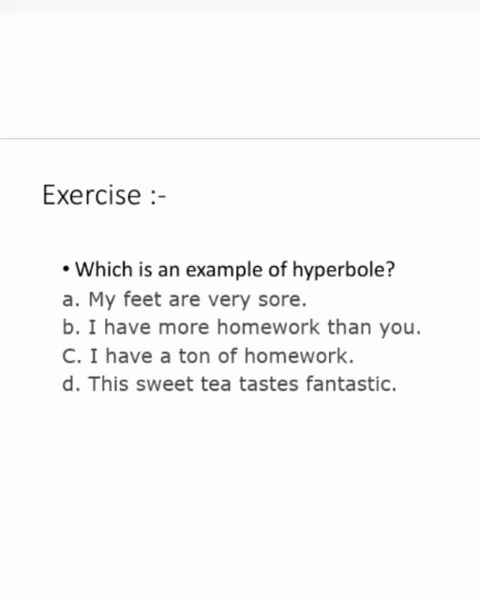 Exercise :-
• Which is an example of hyperbole?
a. My feet are very sore.
b. I have more homework than you.
C. I have a ton of homework.
d. This sweet tea tastes fantastic.